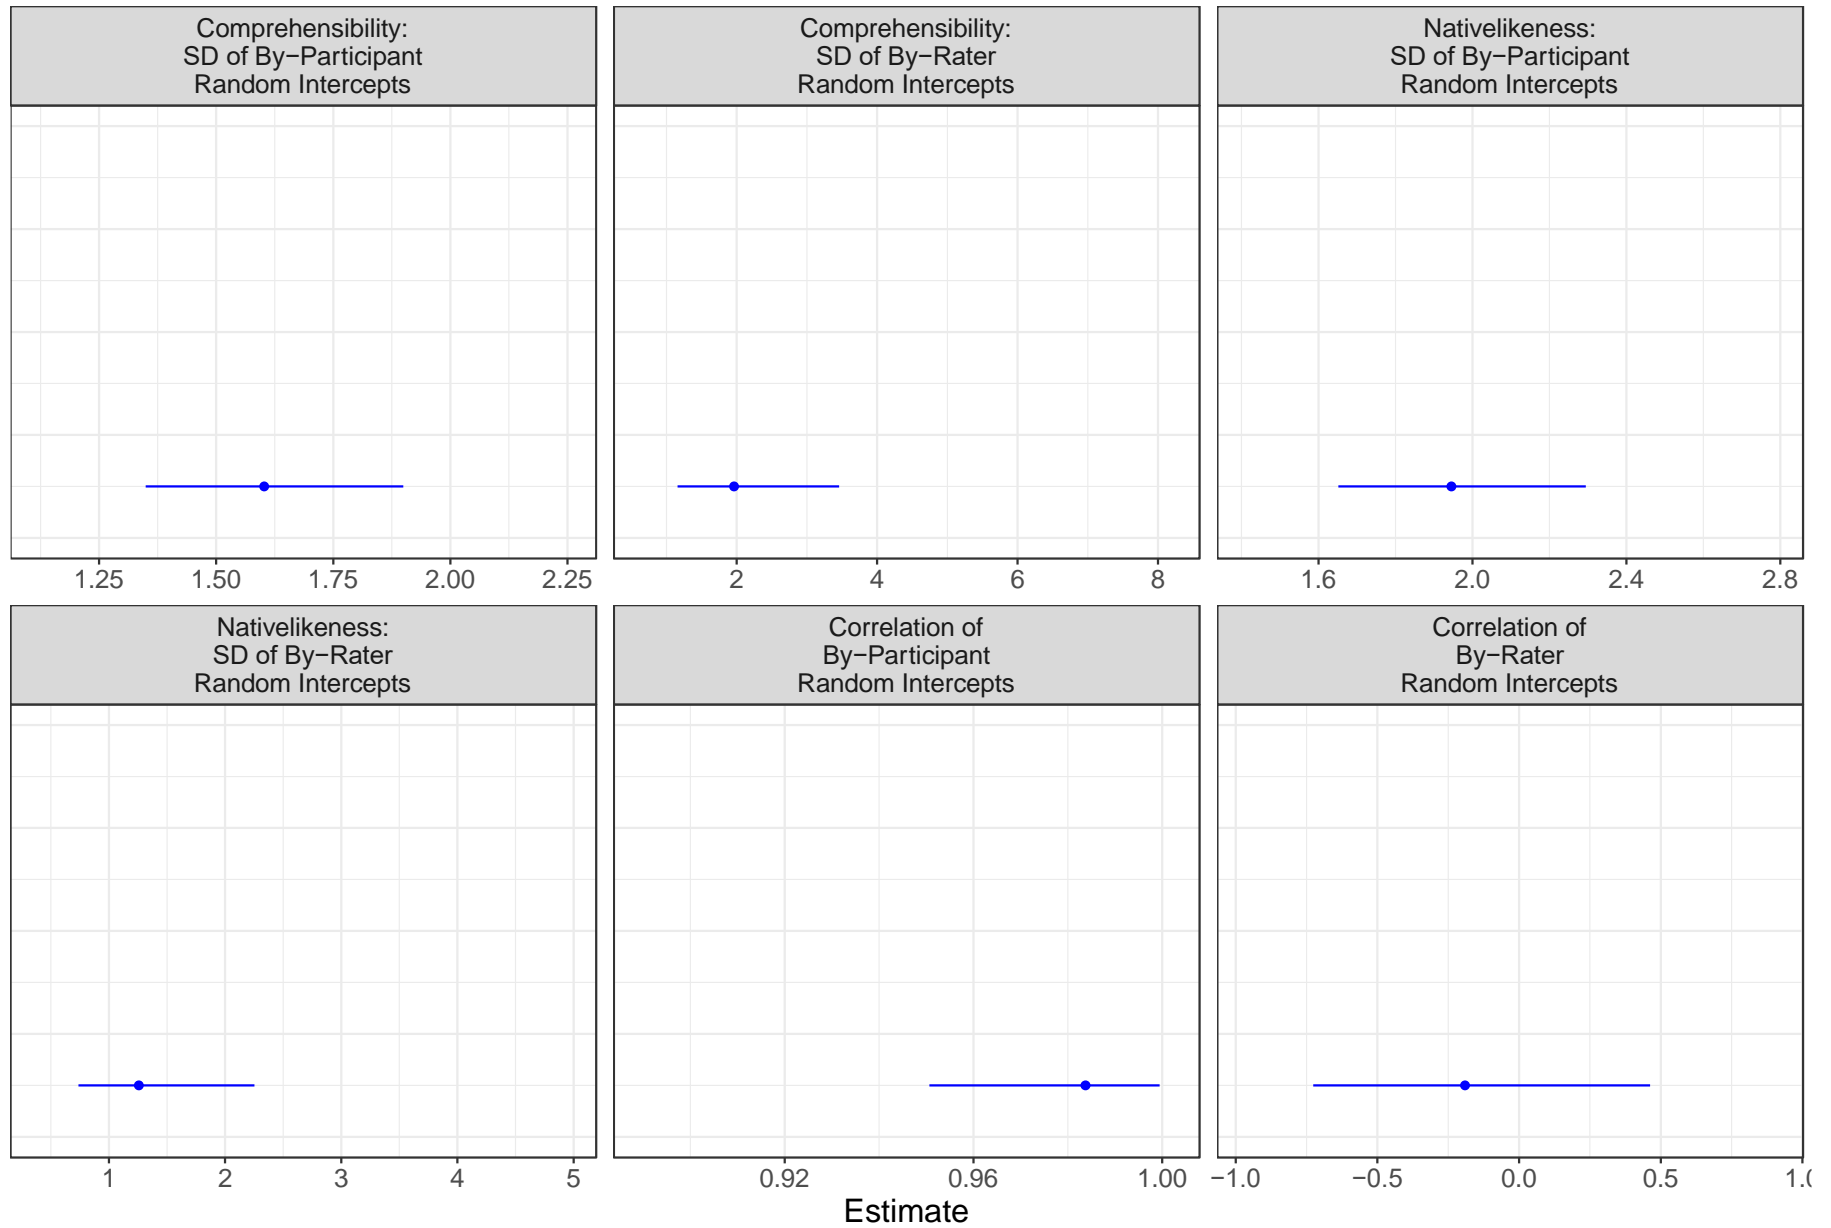 Comprehensibility:
SD of By−Participant
Random Intercepts
Comprehensibility:
SD of By−Rater
Random Intercepts
Nativelikeness:
SD of By−Participant
Random Intercepts
1.25 1.50 1.75 2.00 2.25
2 4 6 8
1.6 2.0 2.4 2.8
Nativelikeness:
SD of By−Rater
Random Intercepts
Correlation of
By−Participant
Random Intercepts
Correlation of
By−Rater
Random Intercepts
1 2 3 4 5
0.92 0.96 1.00
−1.0 −0.5 0.0 0.5
Estimate